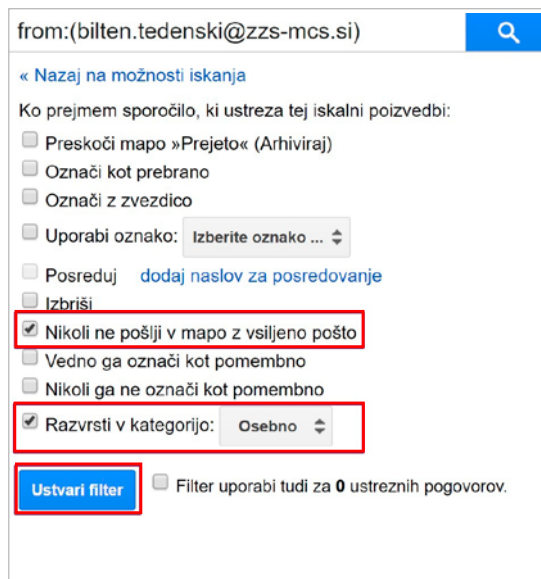 from:(bilten.tedenski@zzs-mcs.si)
« Nazaj na možnosti iskanja
Ko prejmem sporočilo, ki ustreza tej iskalni poizvedbi:
Preskoči mapo »Prejeto« (Arhiviraj)
Označi kot prebrano
Označi z zvezdico
Uporabi oznako: Izberite oznako ...
Posreduj dodaj naslov za posredovanje
Izbriši
Nikoli ne pošlji v mapo z vsiljeno pošto
Vedno ga označi kot pomembno
Nikoli ga ne označi kot pomembno
Razvrsti v kategorijo: Osebno
Ustvari filter Filter uporabi tudi za 0 ustreznih pogovorov.